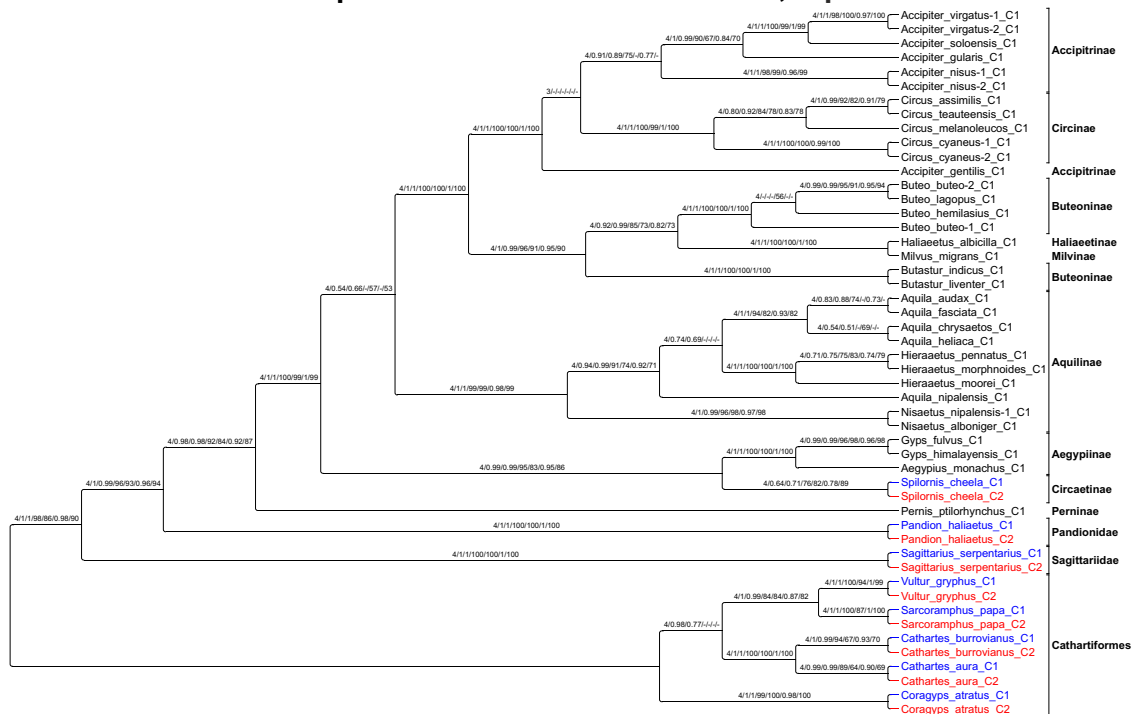 4/1/1/98/100/0.97/100 Accipiter_virgatus-1_C1
4/1/1/100/99/1/99 Accipiter_virgatus-2_C1
4/1/0.99/90/67/0.84/70 Accipiter_soloensis_C1
Accipitrinae
4/0.91/0.89/75/-/0.77/- Accipiter_gularis_C1
4/1/1/98/99/0.96/99 Accipiter_nisus-1_C1
Accipiter_nisus-2_C1
3/-/-/-/-/-/-
4/1/0.99/92/82/0.91/79 Circus_assimilis_C1
4/0.80/0.92/84/78/0.83/78 Circus_teauteensis_C1
4/1/1/100/100/1/100 4/1/1/100/99/1/100 Circus_melanoleucos_C1 Circinae
4/1/1/100/100/0.99/100 Circus_cyaneus-1_C1
Circus_cyaneus-2_C1
Accipiter_gentilis_C1 Accipitrinae
4/1/1/100/100/1/100 4/0.99/0.99/95/91/0.95/94 Buteo_buteo-2_C1
4/-/-/-/56/-/- Buteo_lagopus_C1
Buteoninae
4/1/1/100/100/1/100 Buteo_hemilasius_C1
4/0.92/0.99/85/73/0.82/73 Buteo_buteo-1_C1
4/1/1/100/100/1/100 Haliaeetus_albicilla_C1 Haliaeetinae
4/1/0.99/96/91/0.95/90 Milvus_migrans_C1 Milvinae
4/1/1/100/100/1/100 Butastur_indicus_C1
Buteoninae
Butastur_liventer_C1
4/0.54/0.66/-/57/-/53
4/0.83/0.88/74/-/0.73/- Aquila_audax_C1
4/1/1/94/82/0.93/82 Aquila_fasciata_C1
4/0.54/0.51/-/69/-/- Aquila_chrysaetos_C1
4/0.74/0.69/-/-/-/- Aquila_heliaca_C1
4/0.71/0.75/75/83/0.74/79 Hieraaetus_pennatus_C1
Aquilinae
4/0.94/0.99/91/74/0.92/71 4/1/1/100/100/1/100 Hieraaetus_morphnoides_C1
4/1/1/100/99/1/99 Hieraaetus_moorei_C1
4/1/1/99/99/0.98/99 Aquila_nipalensis_C1
4/1/0.99/96/98/0.97/98 Nisaetus_nipalensis-1_C1
Nisaetus_alboniger_C1
4/0.98/0.98/92/84/0.92/87 4/0.99/0.99/96/98/0.96/98 Gyps_fulvus_C1
4/1/1/100/100/1/100 Gyps_himalayensis_C1 Aegypiinae
4/0.99/0.99/95/83/0.95/86 Aegypius_monachus_C1
4/1/0.99/96/93/0.96/94 4/0.64/0.71/76/82/0.78/89 Spilornis_cheela_C1
Circaetinae
Spilornis_cheela_C2
Pernis_ptilorhynchus_C1 Perninae
4/1/1/98/86/0.98/90 4/1/1/100/100/1/100 Pandion_haliaetus_C1
Pandionidae
Pandion_haliaetus_C2
4/1/1/100/100/1/100 Sagittarius_serpentarius_C1
Sagittariidae
Sagittarius_serpentarius_C2
4/1/1/100/94/1/99 Vultur_gryphus_C1
4/1/0.99/84/84/0.87/82 Vultur_gryphus_C2
4/1/1/100/87/1/100 Sarcoramphus_papa_C1
4/0.98/0.77/-/-/-/- Sarcoramphus_papa_C2
4/1/0.99/94/67/0.93/70 Cathartes_burrovianus_C1
Cathartiformes
4/1/1/100/100/1/100 Cathartes_burrovianus_C2
4/0.99/0.99/89/64/0.90/69 Cathartes_aura_C1
Cathartes_aura_C2
4/1/1/99/100/0.98/100 Coragyps_atratus_C1
Coragyps_atratus_C2